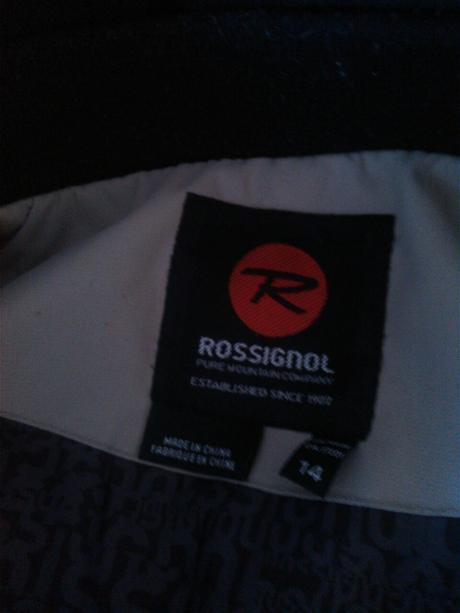 R
ROSSIGNOL
PURE MOUNTAIN COMPANY
ESTABLISHED SINCE 1907
MADE IN CHINA
FABRIQUE EN CHINE
14